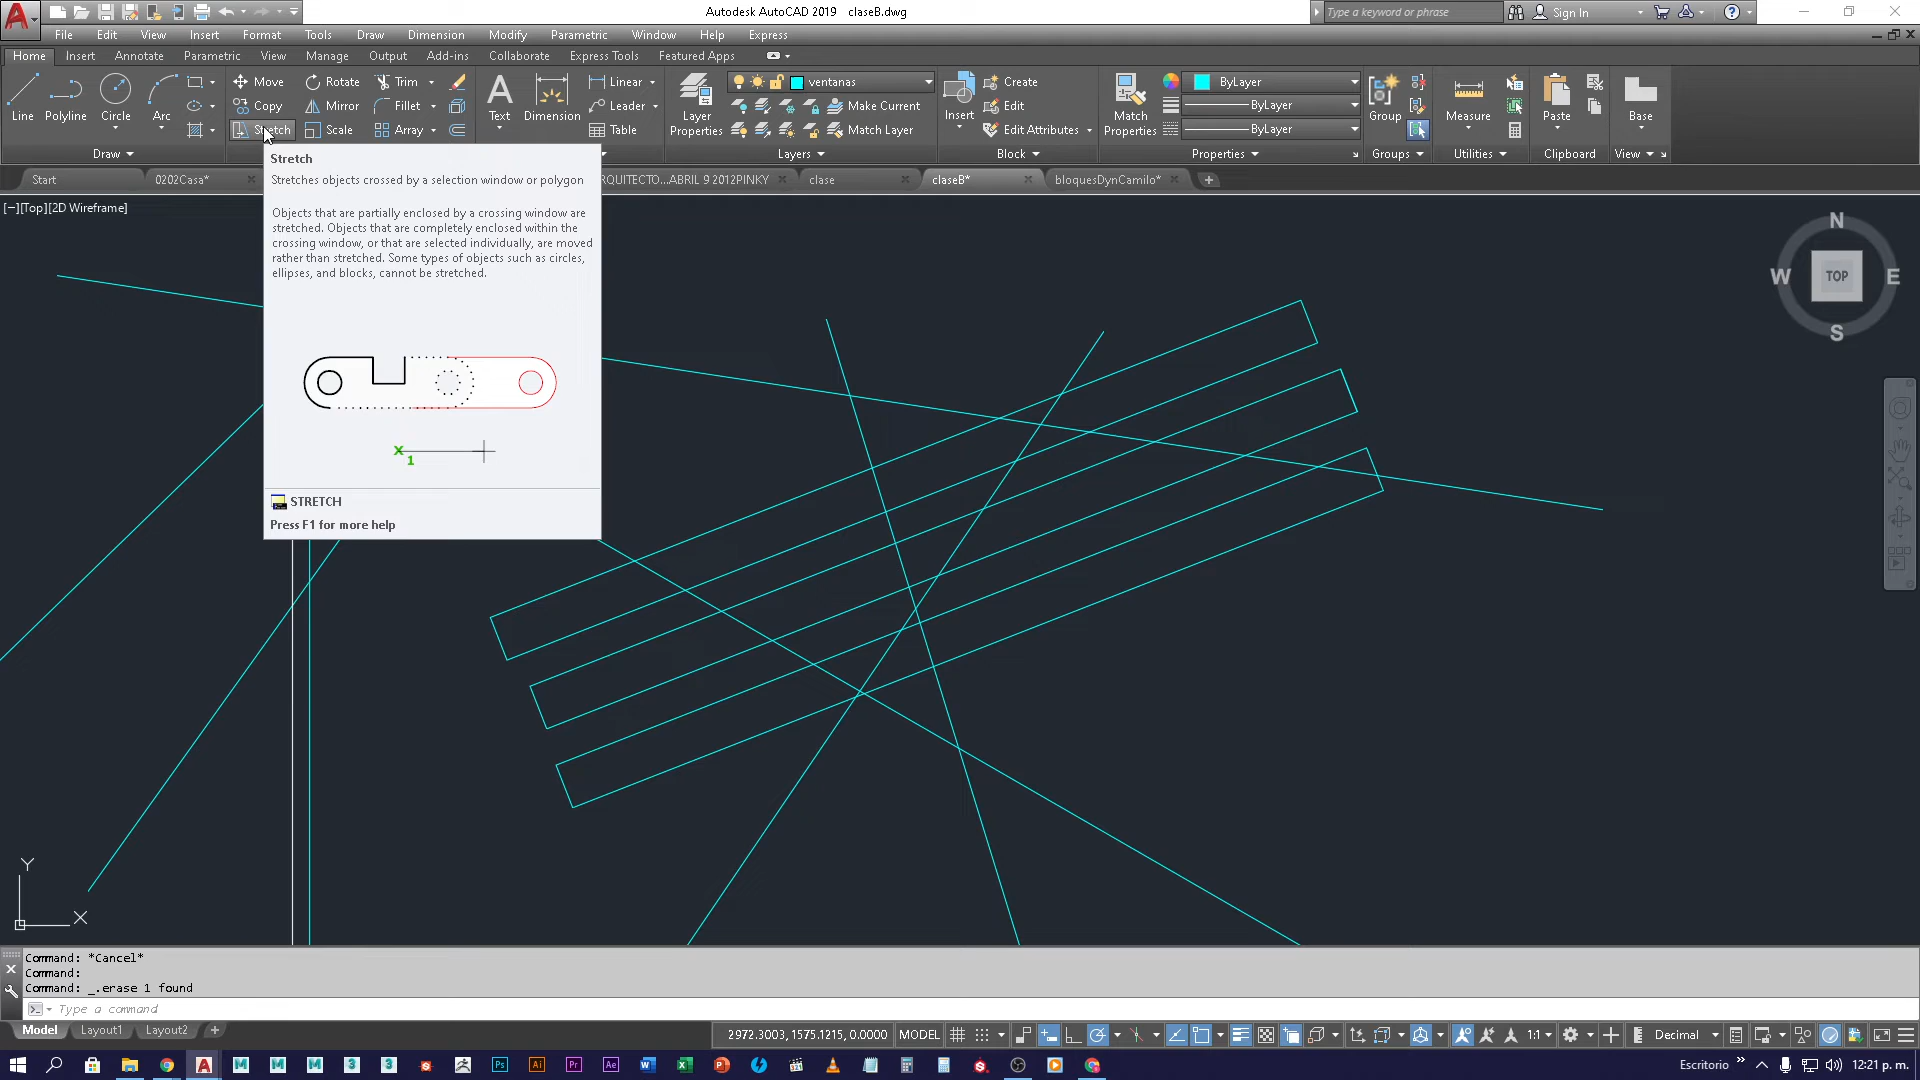 Autodesk AutoCAD 2019 claseB.dwg
Type a keyword or phrase
Sign In
File Edit View Insert Format Tools Draw Dimension Modify Parametric Window Help Express
Home Insert Annotate Parametric View Manage Output Add-ins Collaborate Express Tools Featured Apps
Move Rotate Trim
Linear
ventanas
Create
ByLayer
Line Polyline Circle Arc
Copy Mirror Fillet
Text Dimension
Leader
Layer Properties
Make Current
Insert
Edit
Match Properties
ByLayer
Group
Measure
Paste
Base
Stretch Scale Array
Table
Match Layer
Edit Attributes
ByLayer
Draw
Layers
Block
Properties
Groups
Utilities
Clipboard
View
Start
0202Casa*
RQUITECTO...ABRIL 9 2012PINKY
clase
claseB*
bloquesDynCamilo*
[−][Top][2D Wireframe]
Stretch
Stretches objects crossed by a selection window or polygon
Objects that are partially enclosed by a crossing window are
stretched. Objects that are completely enclosed within the
crossing window, or that are selected individually, are moved
rather than stretched. Some types of objects such as circles,
ellipses, and blocks, cannot be stretched.
1
STRETCH
Press F1 for more help
N
W TOP E
S
Y
X
Command: *Cancel*
Command:
Command: _.erase 1 found
Type a command
Model Layout1 Layout2
2972.3003, 1575.1215, 0.0000 MODEL
1:1
Decimal
Escritorio
12:21 p. m.